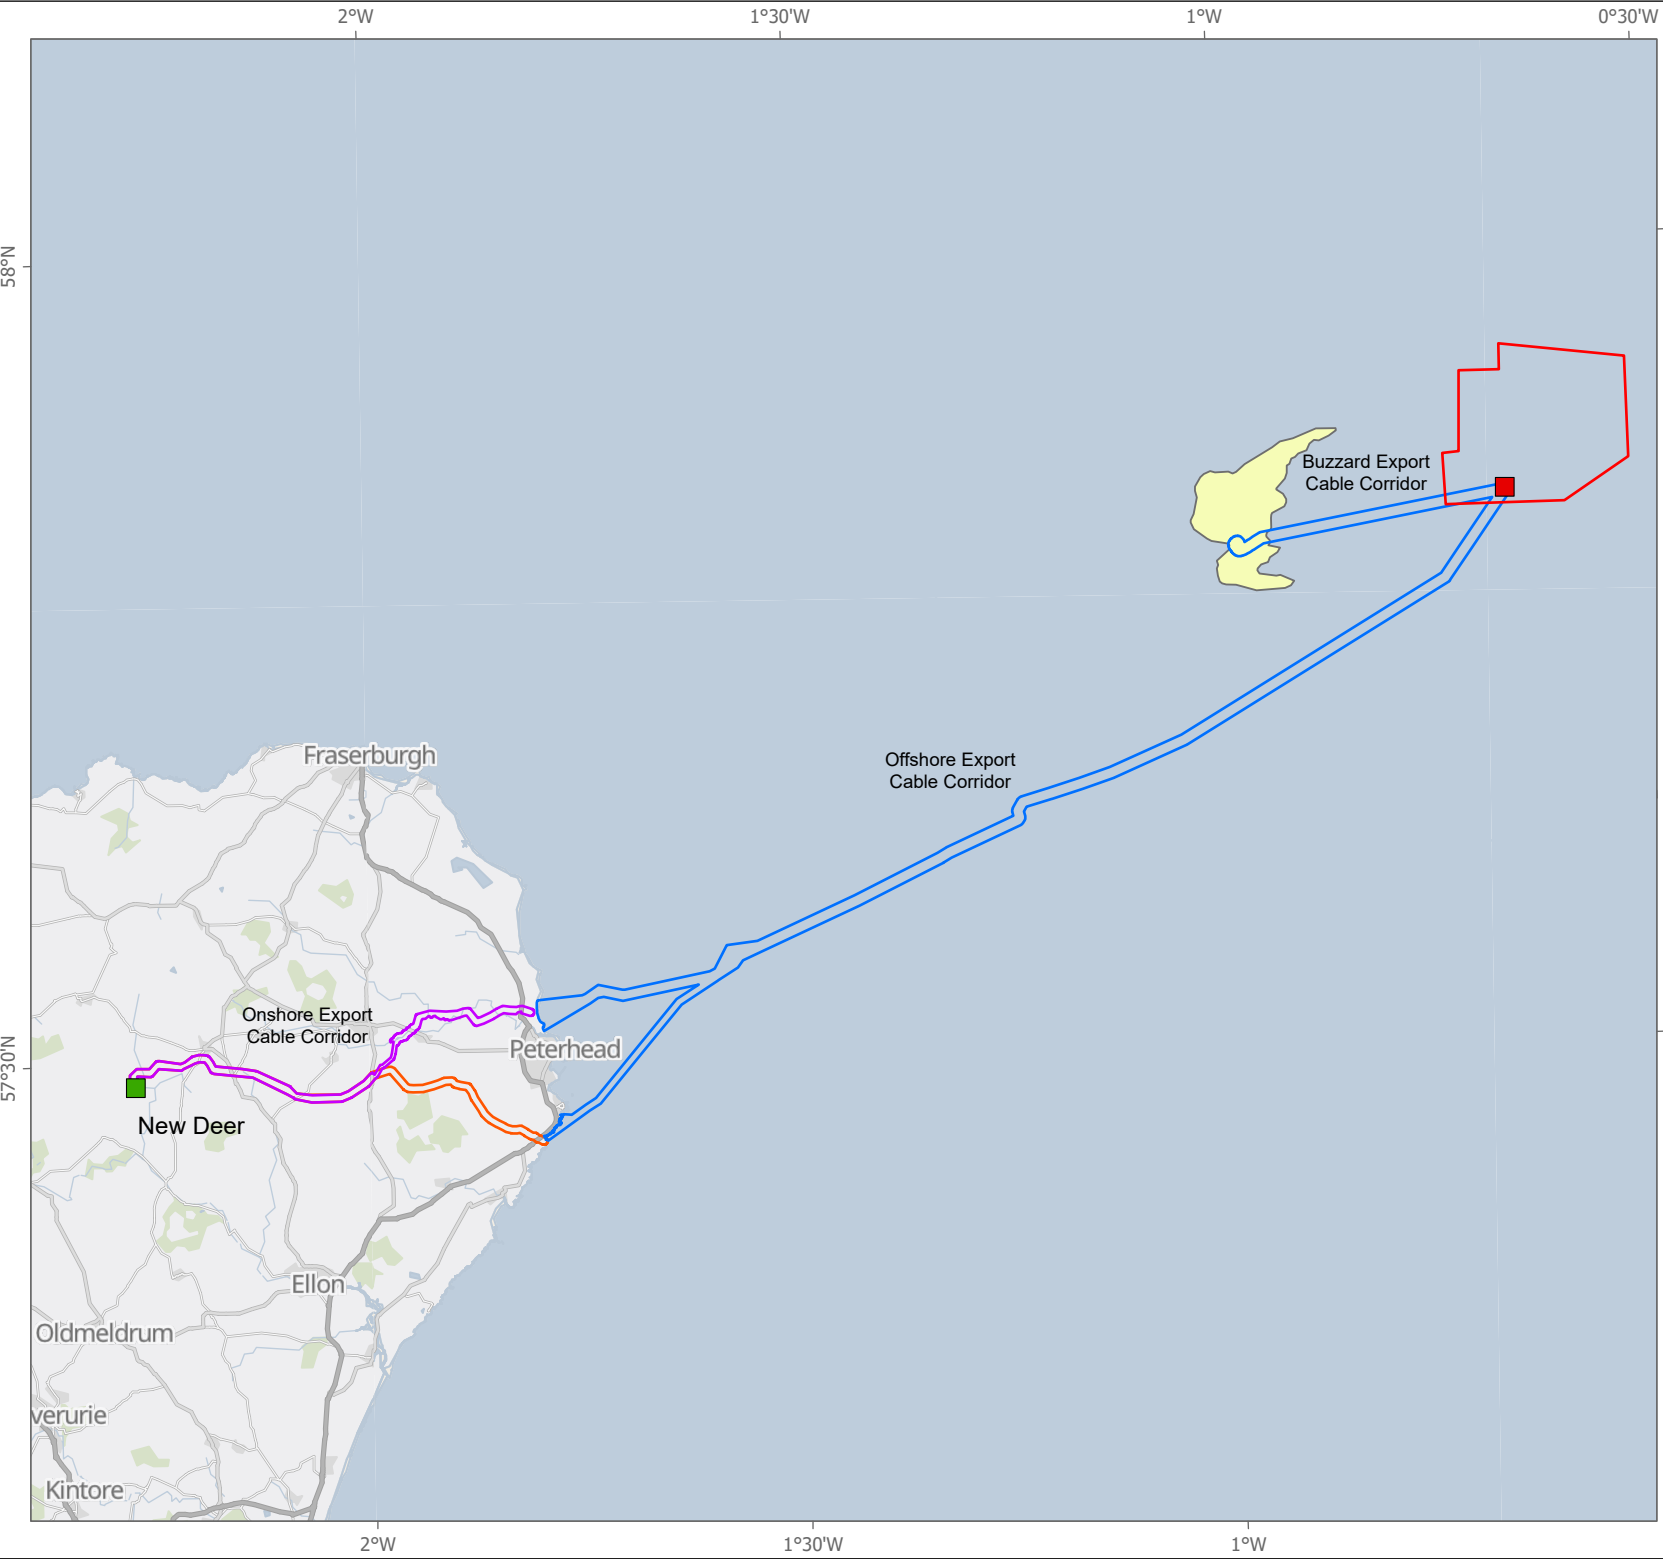 2°W
1°30'W
1°W
0°30'W
58°N
Buzzard Export
Cable Corridor
Fraserburgh
Offshore Export
Cable Corridor
Onshore Export
Cable Corridor
Peterhead
57°30'N
New Deer
Ellon
Oldmeldrum
verurie
Kintore
2°W
1°30'W
1°W